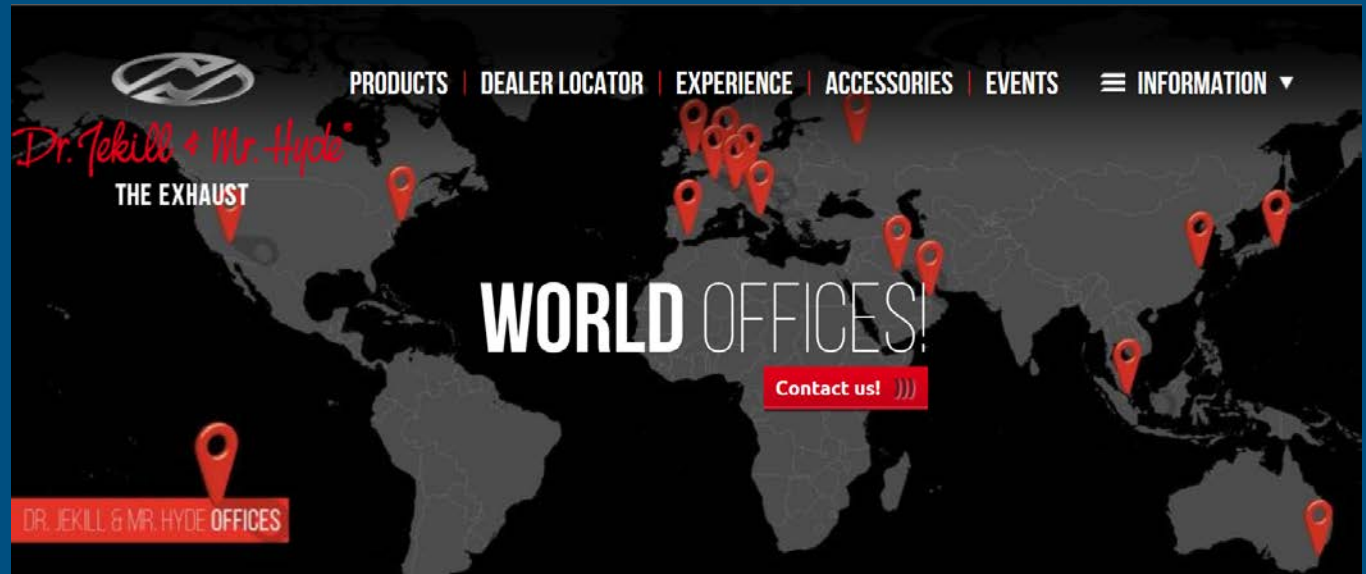 PRODUCTS | DEALER LOCATOR | EXPERIENCE | ACCESSORIES | EVENTS INFORMATION ▼
Dr. Jekill & Mr. Hyde®
THE EXHAUST
WORLD OFFICES!
Contact us! )))
DR. JEKILL & MR. HYDE OFFICES